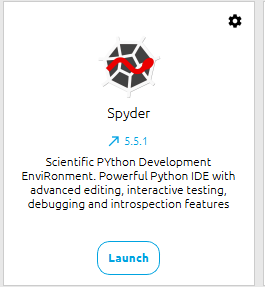 Spyder
5.5.1
Scientific PYthon Development
EnviRonment. Powerful Python IDE with
advanced editing, interactive testing,
debugging and introspection features
Launch